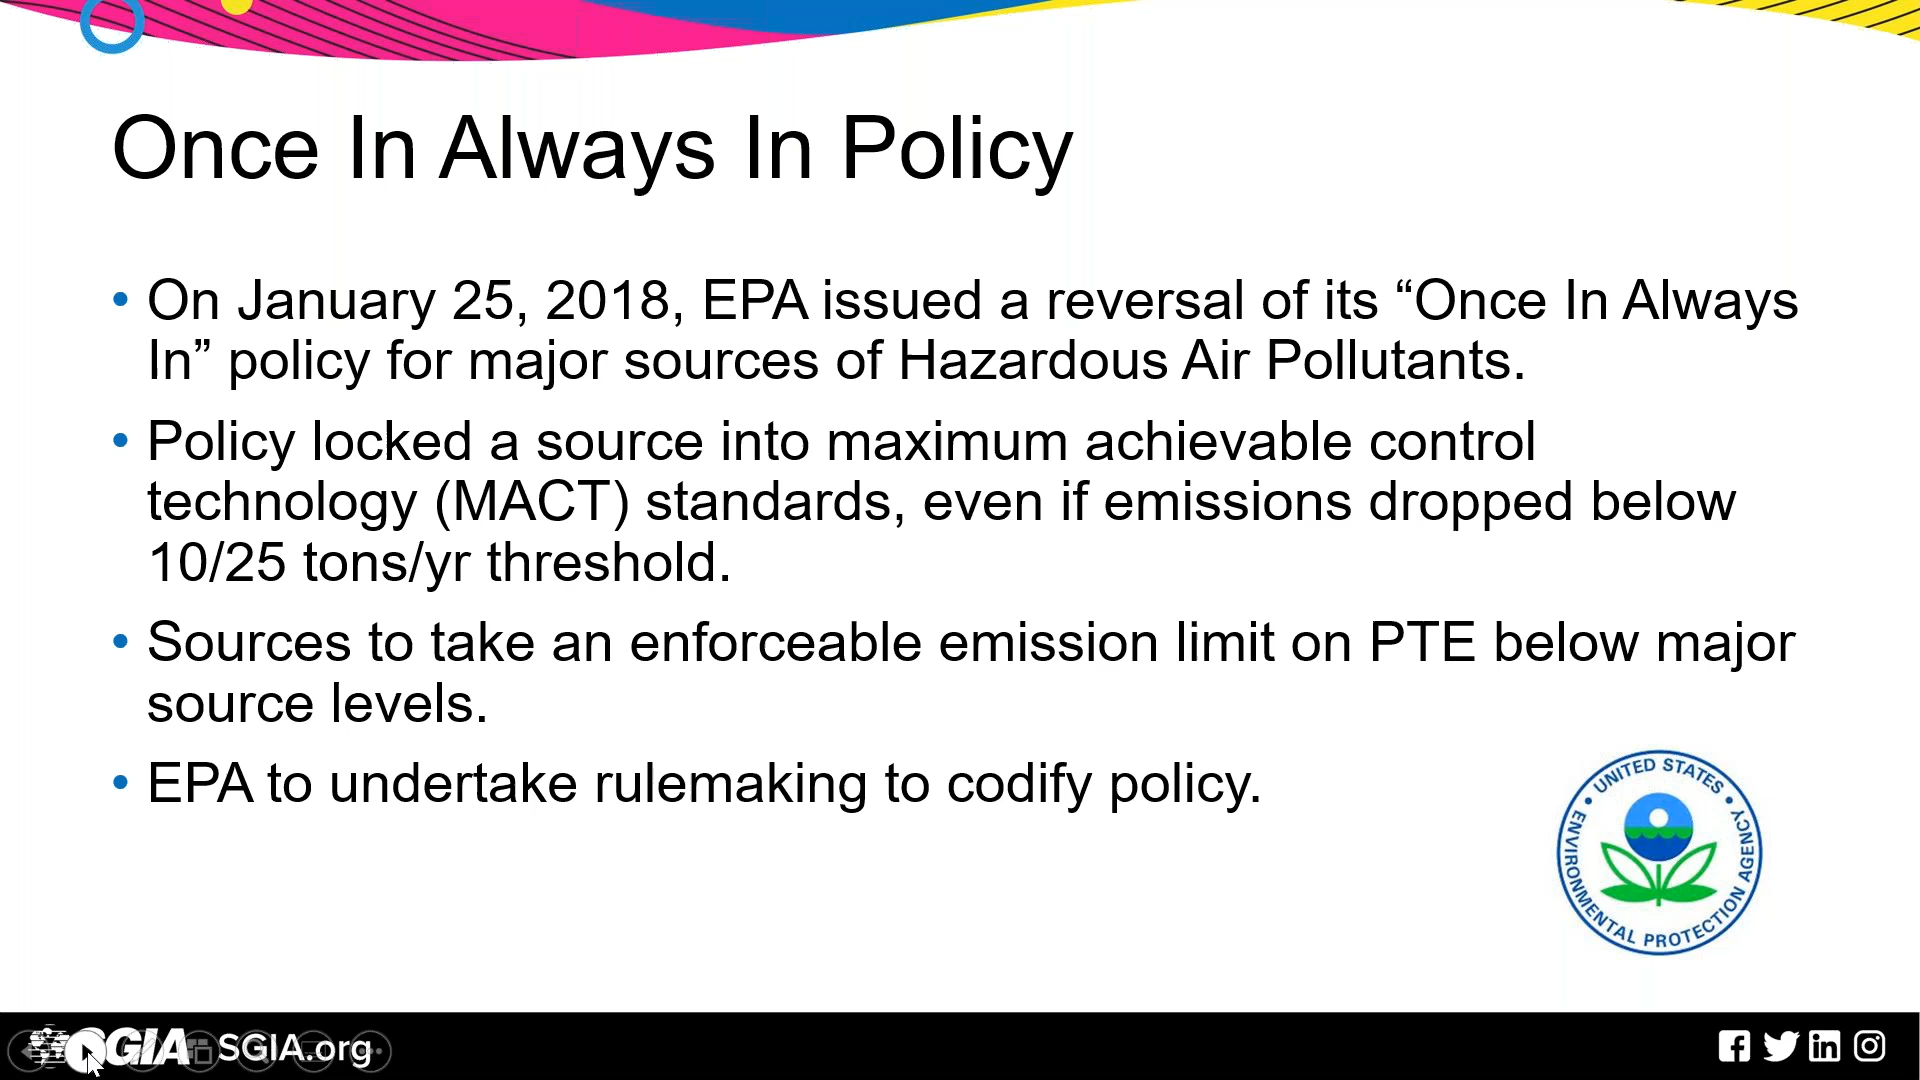 Once In Always In Policy
• On January 25, 2018, EPA issued a reversal of its “Once In Always
In” policy for major sources of Hazardous Air Pollutants.
• Policy locked a source into maximum achievable control
technology (MACT) standards, even if emissions dropped below
10/25 tons/yr threshold.
• Sources to take an enforceable emission limit on PTE below major
source levels.
• EPA to undertake rulemaking to codify policy.
UNITED STATES • ENVIRONMENTAL PROTECTION AGENCY •
SGIA SGIA.org